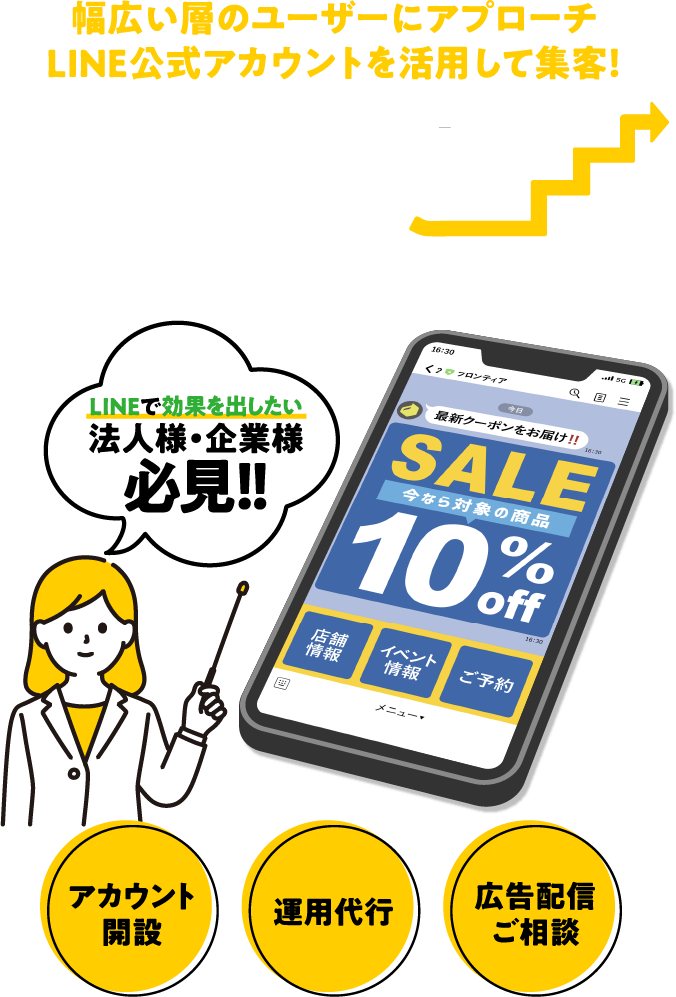 幅広い層のユーザーにアプローチ
LINE公式アカウントを活用して集客!
LINEで効果を出したい
法人様・企業様
必見!!
16:30
5G
2 フロンティア
今日
最新クーポンをお届け!!
16:30
SALE
今なら対象の商品
10%
off
16:30
店舗
情報
イベント
情報
ご予約
メニュー▾
アカウント
開設
運用代行
広告配信
ご相談